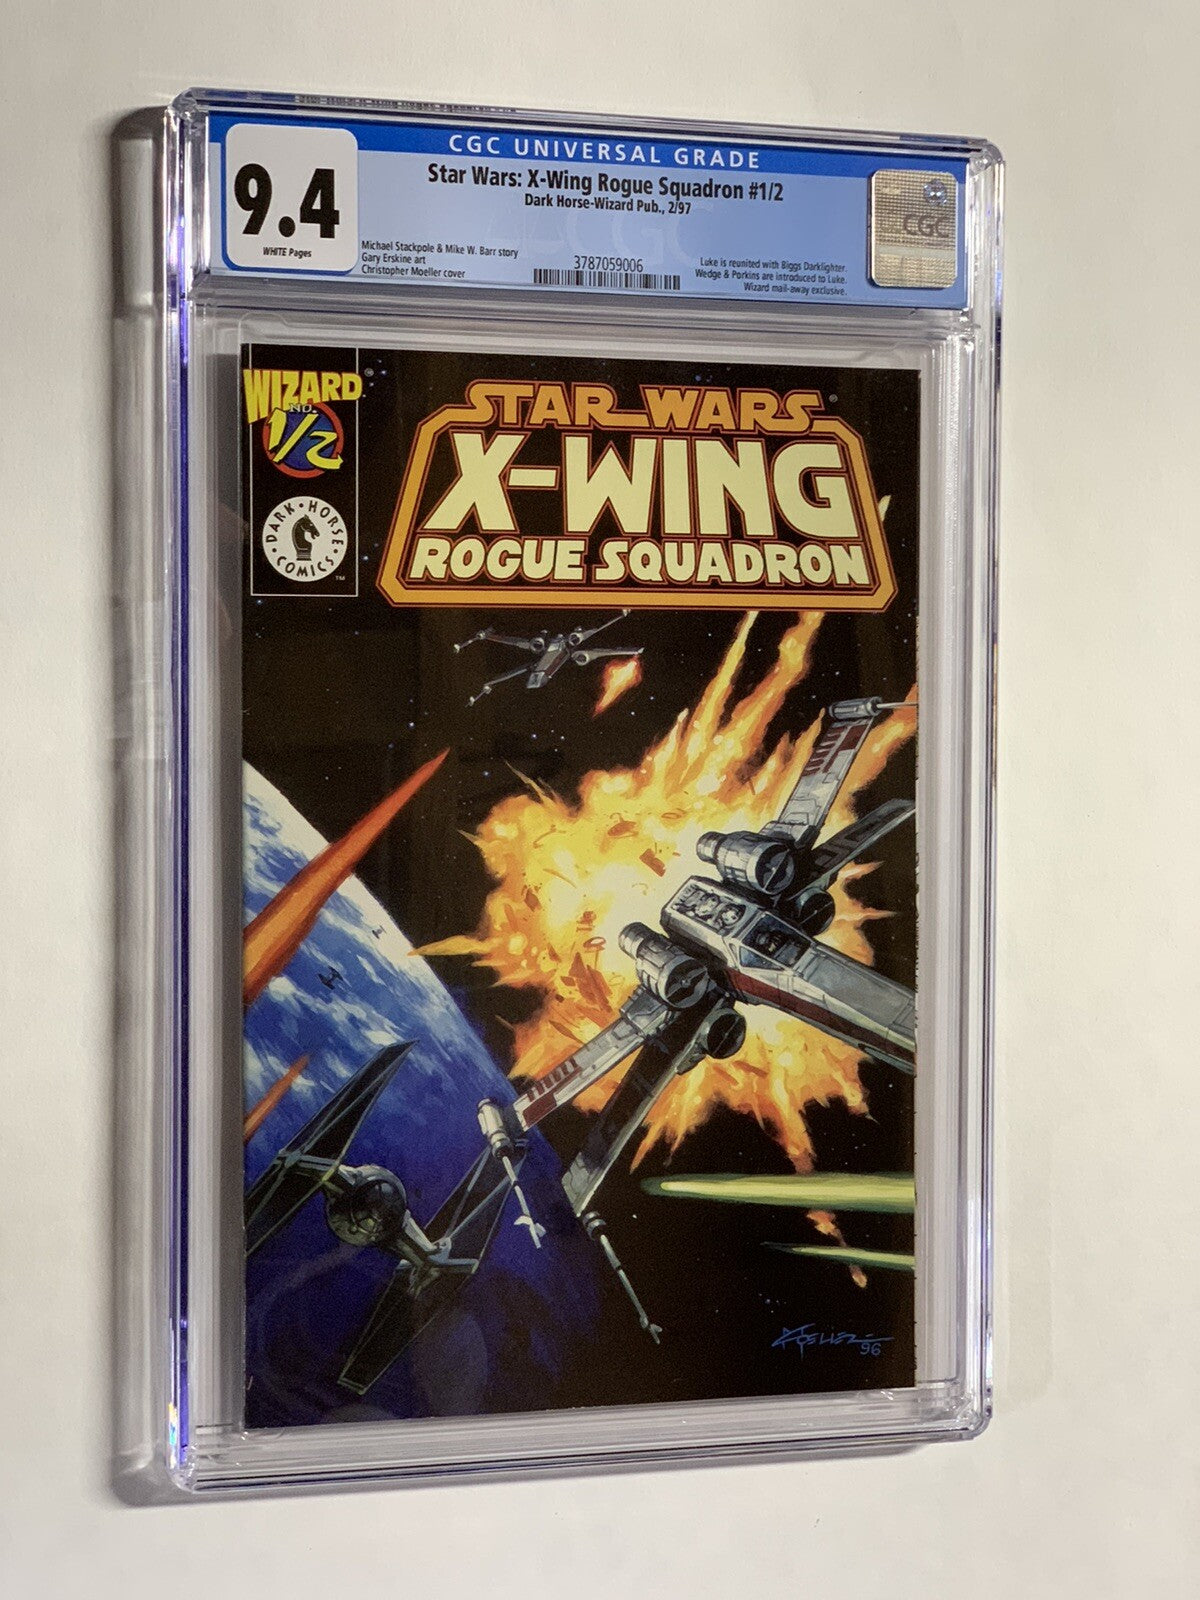 CGC UNIVERSAL GRADE
9.4
WHITE Pages
Star Wars: X-Wing Rogue Squadron #1/2
Dark Horse-Wizard Pub., 2/97
Michael Stackpole & Mike W. Barr story
Gary Erskine art
Christopher Moeller cover
3787059006
Luke is reunited with Biggs Darklighter.
Wedge & Porkins are introduced to Luke.
Wizard mail-away exclusive.
CGC
WIZARD ®
NO.
1/2
DARK • HORSE • COMICS •
TM
STAR WARS ®
X-WING
ROGUE SQUADRON
96